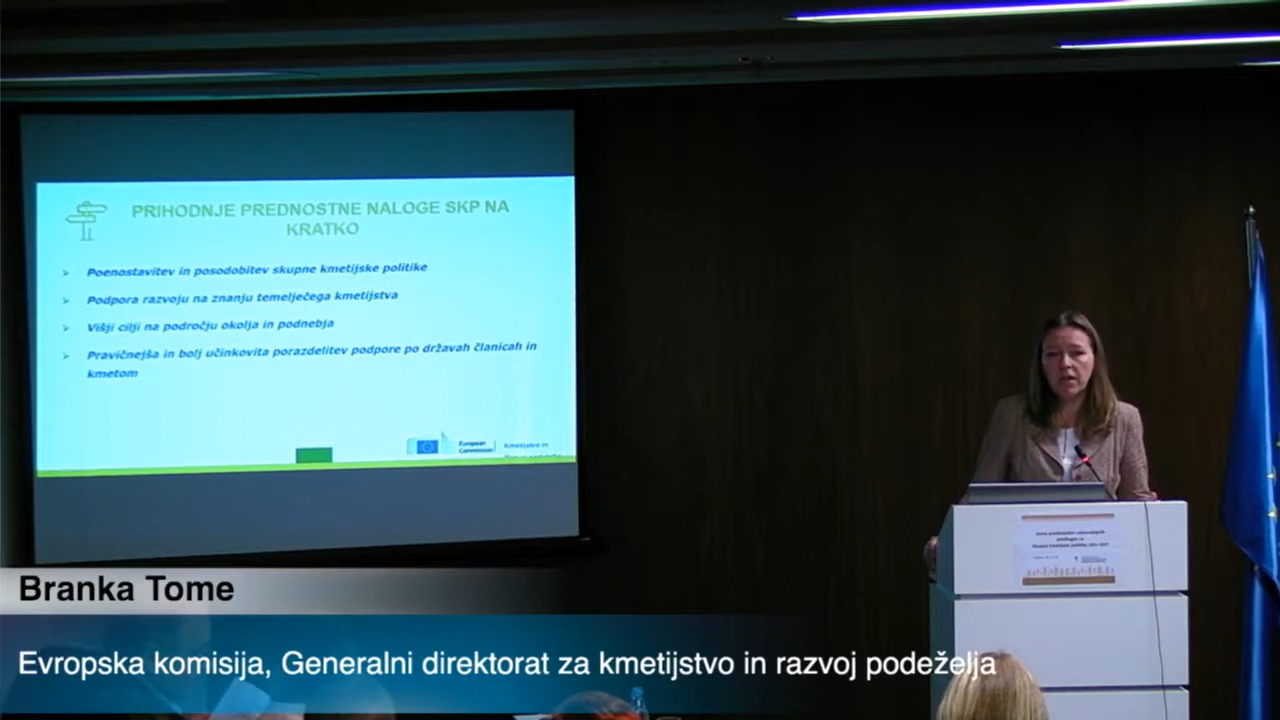 PRIHODNJE PREDNOSTNE NALOGE SKP NA
KRATKO
Poenostavitev in posodobitev skupne kmetijske politike
Podpora razvoju na znanju temelječega kmetijstva
Višji cilji na področju okolja in podnebja
Pravičnejša in bolj učinkovita porazdelitev podpore po državah članicah in
kmetom
European
Commission
Kmetijstvo in
Branka Tome
Evropska komisija, Generalni direktorat za kmetijstvo in razvoj podeželja